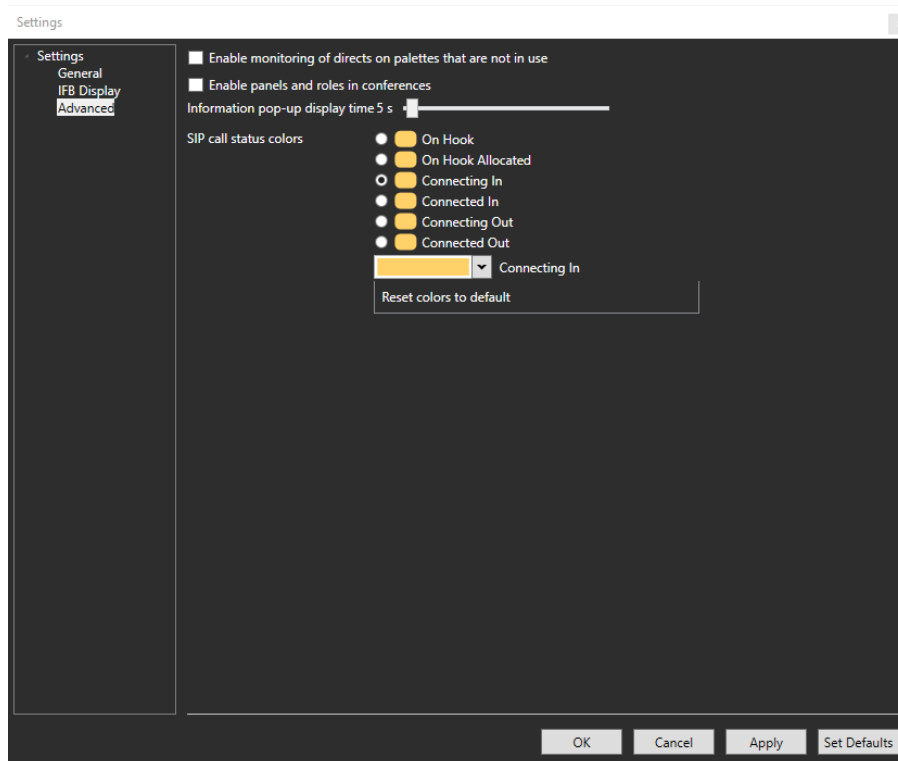 Settings
Settings
General
IFB Display
Advanced
Enable monitoring of directs on palettes that are not in use
Enable panels and roles in conferences
Information pop-up display time 5 s
SIP call status colors
On Hook
On Hook Allocated
Connecting In
Connected In
Connecting Out
Connected Out
Connecting In
Reset colors to default
OK Cancel Apply Set Defaults